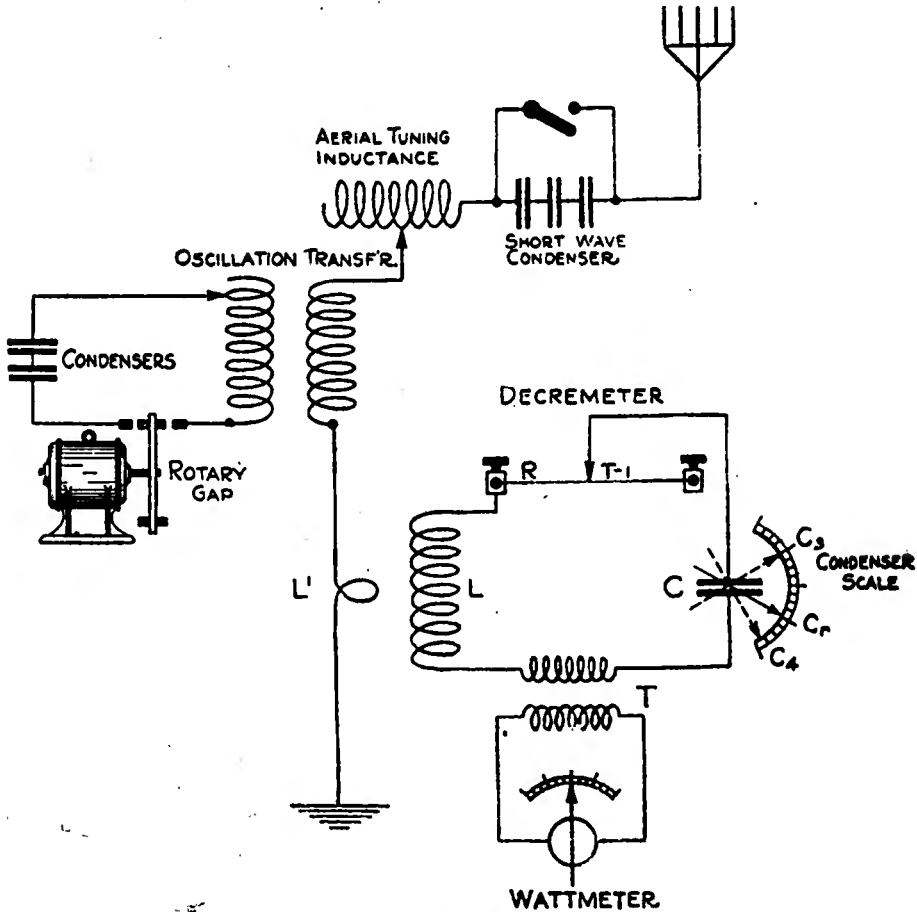 AERIAL TUNING
INDUCTANCE
SHORT WAVE
CONDENSER
OSCILLATION TRANSF'R.
CONDENSERS
ROTARY
GAP
DECREMETER
R
T-1
L'
L
C
C3
CONDENSER
SCALE
Cr
C4
T
WATTMETER